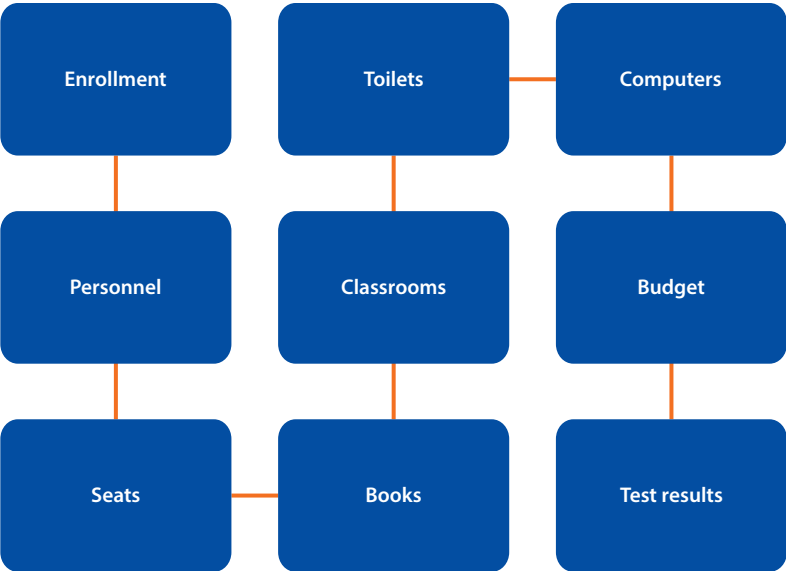 Enrollment
Toilets
Computers
Personnel
Classrooms
Budget
Seats
Books
Test results